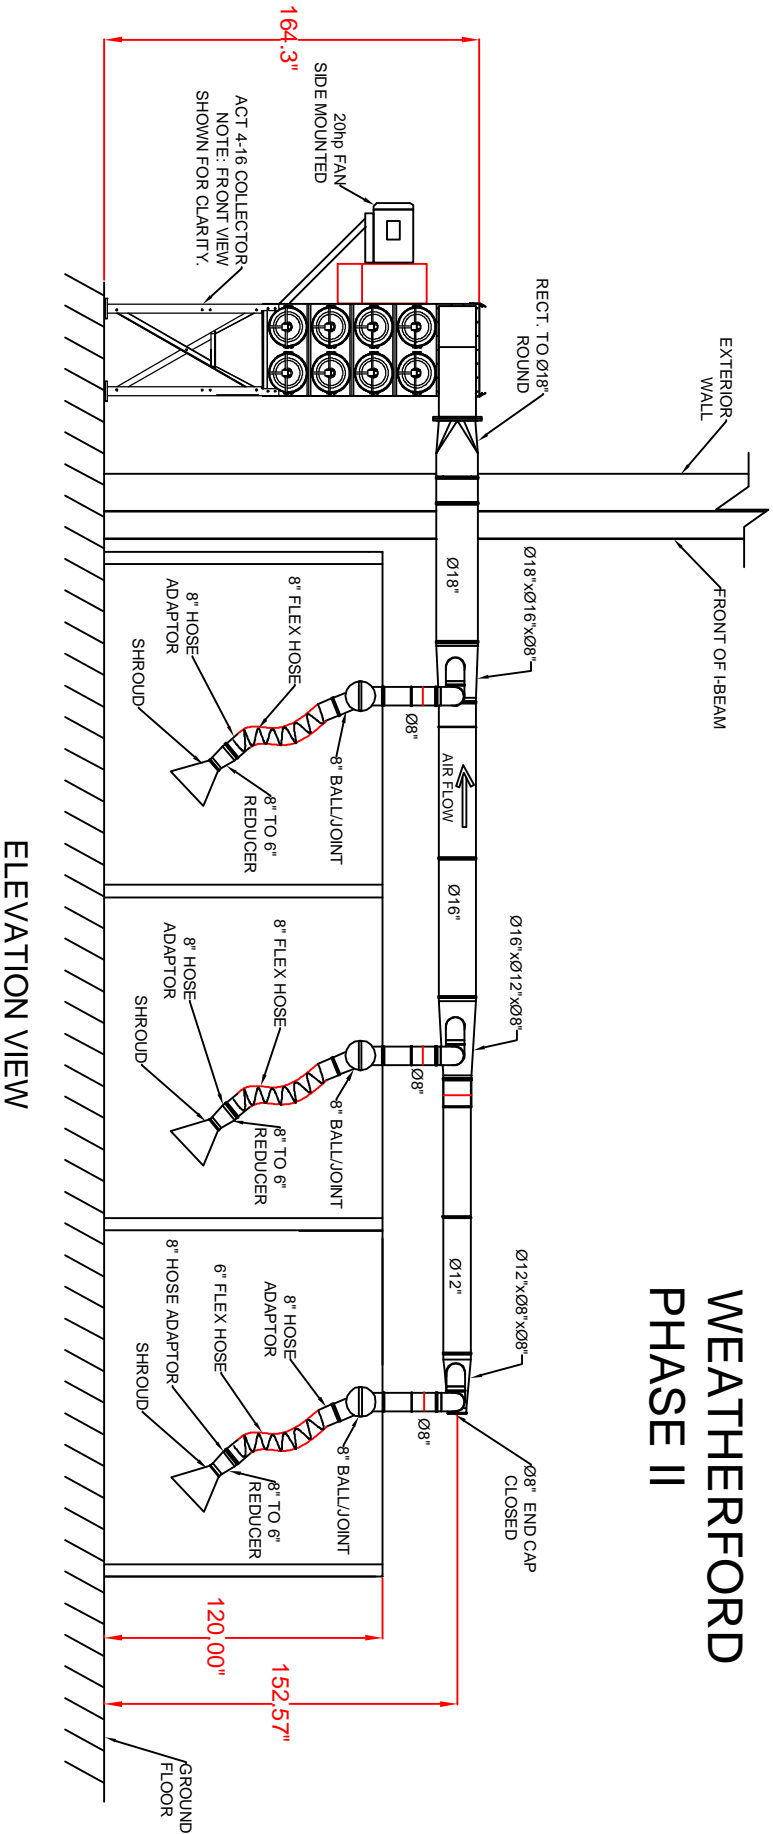 WEATHERFORD
PHASE II
164.3"
20hp FAN
SIDE MOUNTED
ACT 4-16 COLLECTOR
NOTE: FRONT VIEW
SHOWN FOR CLARITY.
RECT. TO Ø18"
ROUND
EXTERIOR
WALL
FRONT OF I-BEAM
Ø18"
Ø18"xØ16"xØ8"
AIR FLOW
Ø16"
Ø16"xØ12"xØ8"
Ø12"
Ø12"xØ8"xØ8"
Ø8" END CAP
CLOSED
Ø8"
8" BALL/JOINT
8" FLEX HOSE
8" HOSE
ADAPTOR
8" TO 6"
REDUCER
SHROUD
Ø8"
8" BALL/JOINT
8" FLEX HOSE
8" HOSE
ADAPTOR
8" TO 6"
REDUCER
SHROUD
Ø8"
8" BALL/JOINT
8" HOSE
ADAPTOR
6" FLEX HOSE
8" HOSE ADAPTOR
8" TO 6"
REDUCER
SHROUD
120.00"
152.57"
GROUND
FLOOR
ELEVATION VIEW